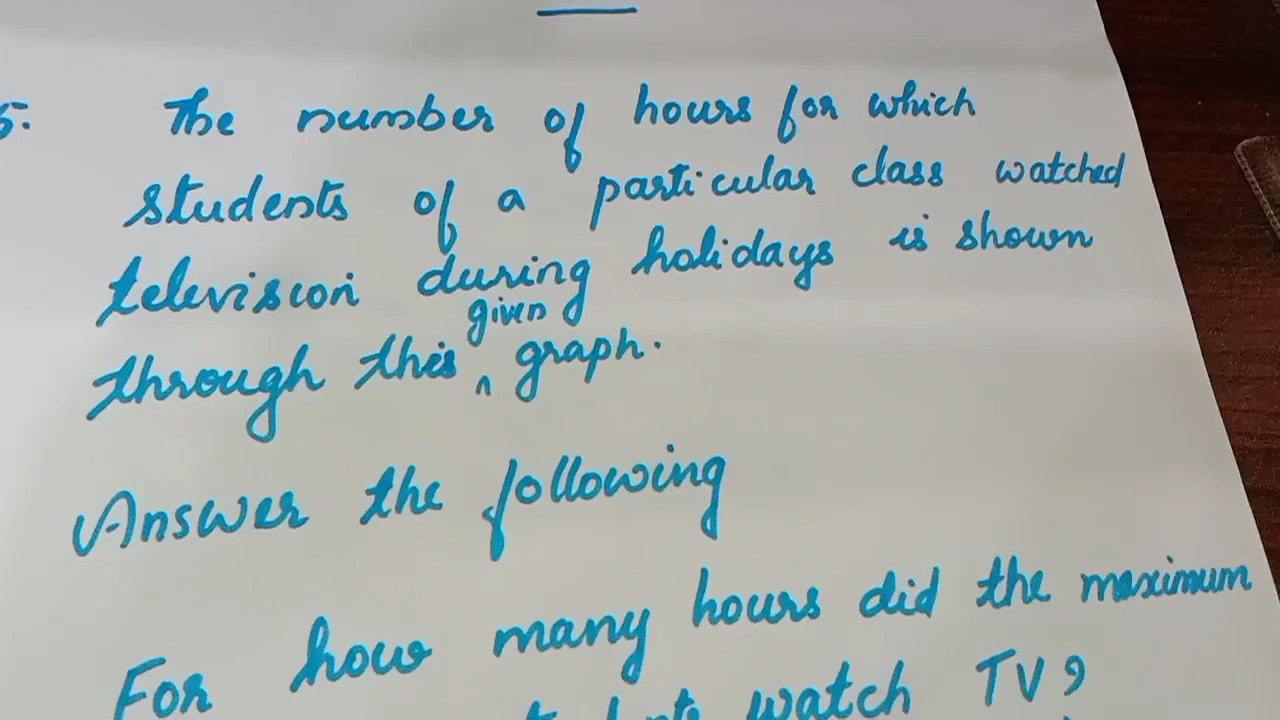 5. The number of hours for which
students of a particular class watched
television during holidays is shown
given
through this ^ graph.
Answer the following
For how many hours did the maximum
watch TV?